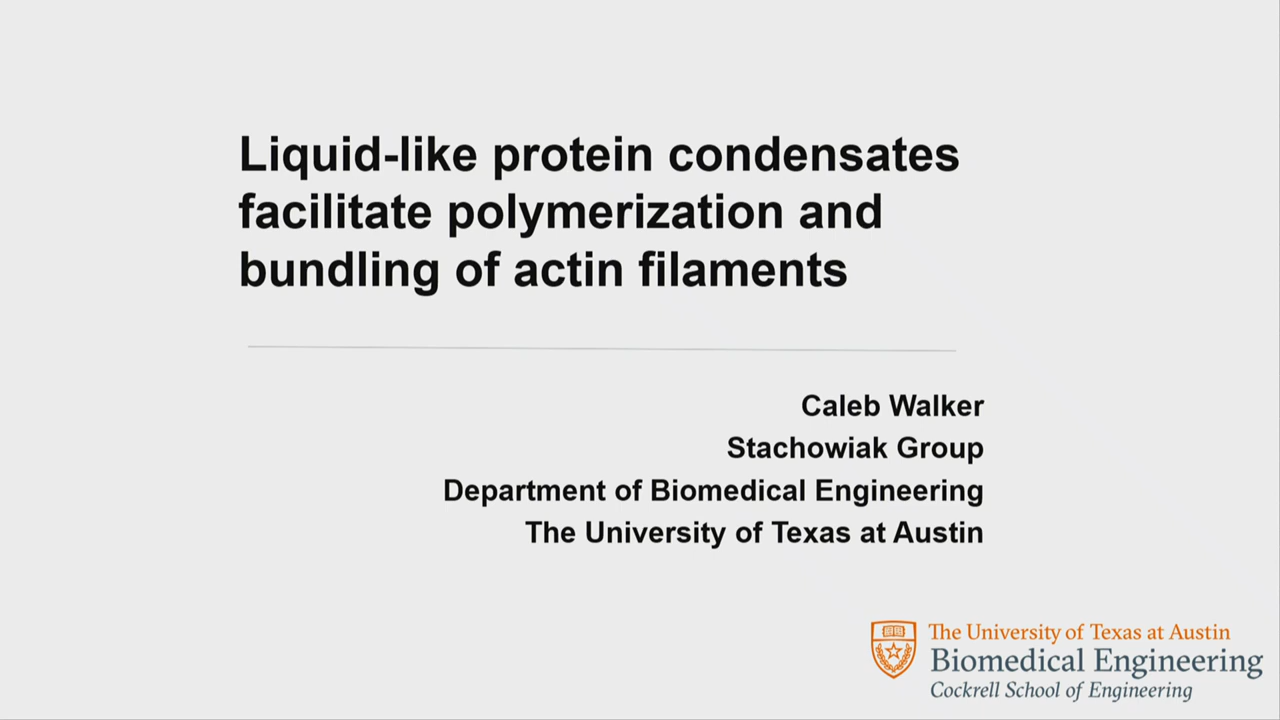 Liquid-like protein condensates
facilitate polymerization and
bundling of actin filaments
Caleb Walker
Stachowiak Group
Department of Biomedical Engineering
The University of Texas at Austin
The University of Texas at Austin
Biomedical Engineering
Cockrell School of Engineering